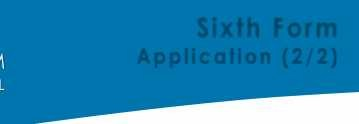 Sixth Form
Application (2/2)